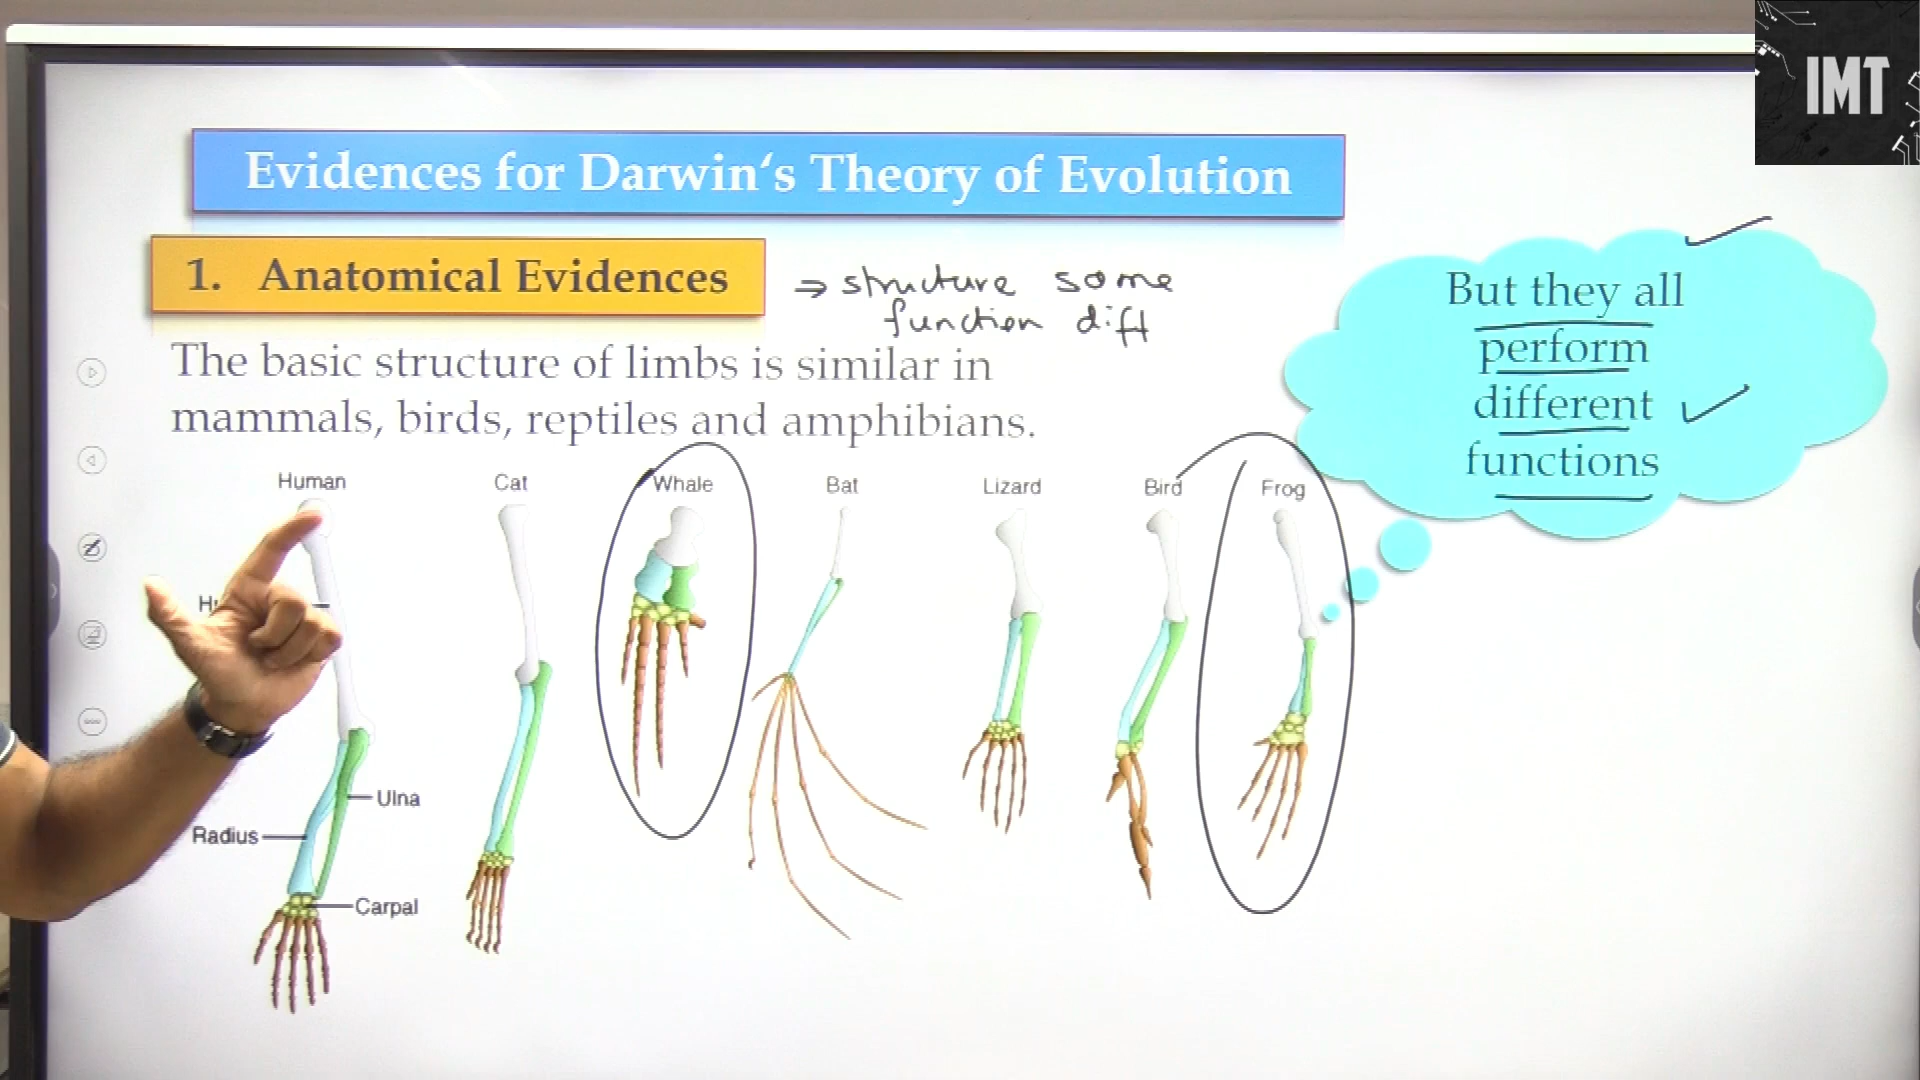 IMT
Evidences for Darwin‘s Theory of Evolution
1. Anatomical Evidences
⇒ structure some
function diff
The basic structure of limbs is similar in
mammals, birds, reptiles and amphibians.
But they all
perform
different
functions
Human
Cat
Whale
Bat
Lizard
Bird
Frog
Ulna
Radius
Carpal